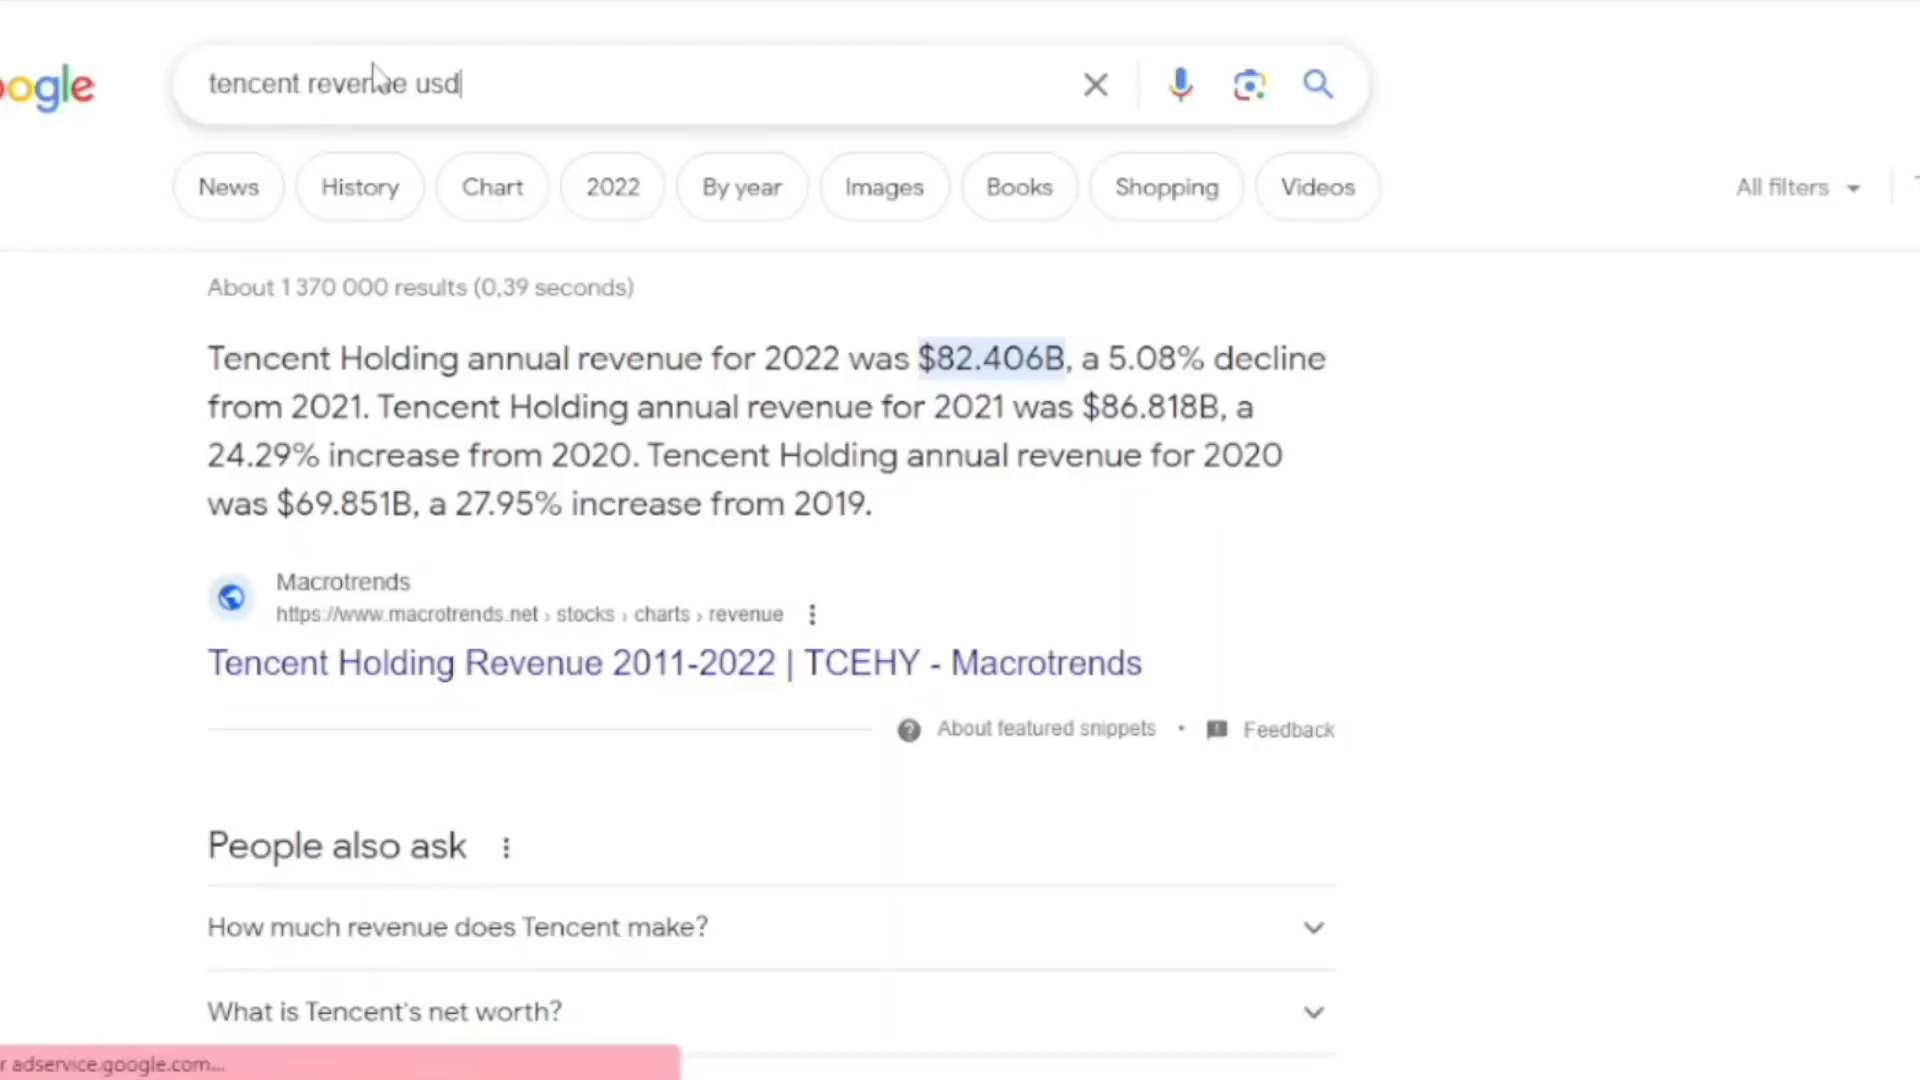 ogle
tencent revenue usd
News History Chart 2022 By year Images Books Shopping Videos All filters
About 1 370 000 results (0,39 seconds)
Tencent Holding annual revenue for 2022 was $82.406B, a 5.08% decline
from 2021. Tencent Holding annual revenue for 2021 was $86.818B, a
24.29% increase from 2020. Tencent Holding annual revenue for 2020
was $69.851B, a 27.95% increase from 2019.
Macrotrends
https://www.macrotrends.net › stocks › charts › revenue
Tencent Holding Revenue 2011-2022 | TCEHY - Macrotrends
About featured snippets • Feedback
People also ask
How much revenue does Tencent make?
What is Tencent's net worth?
r adservice.google.com...